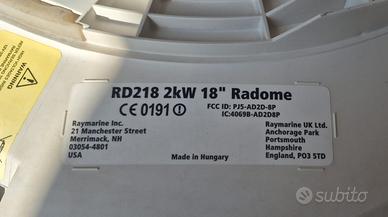 WARNING
RD218 2kW 18" Radome
CE 0191
FCC ID: PJ5-AD2D-8P
IC:4069B-AD2D8P
Raymarine Inc.
21 Manchester Street
Merrimack, NH
03054-4801
USA
Raymarine UK Ltd.
Anchorage Park
Portsmouth
Hampshire
England, PO3 5TD
Made in Hungary
subito